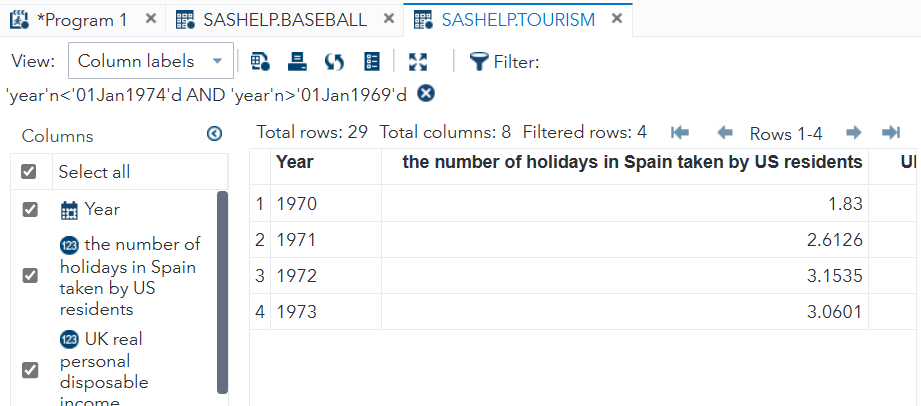 *Program 1 × SASHELP.BASEBALL × SASHELP.TOURISM ×
View: Column labels Filter:
'year'n<'01Jan1974'd AND 'year'n>'01Jan1969'd
Columns
Total rows: 29 Total columns: 8 Filtered rows: 4 Rows 1-4
Select all
Year
123 the number of
holidays in Spain
taken by US
residents
123 UK real
personal
disposable
income
Year the number of holidays in Spain taken by US residents UI
1 1970 1.83
2 1971 2.6126
3 1972 3.1535
4 1973 3.0601